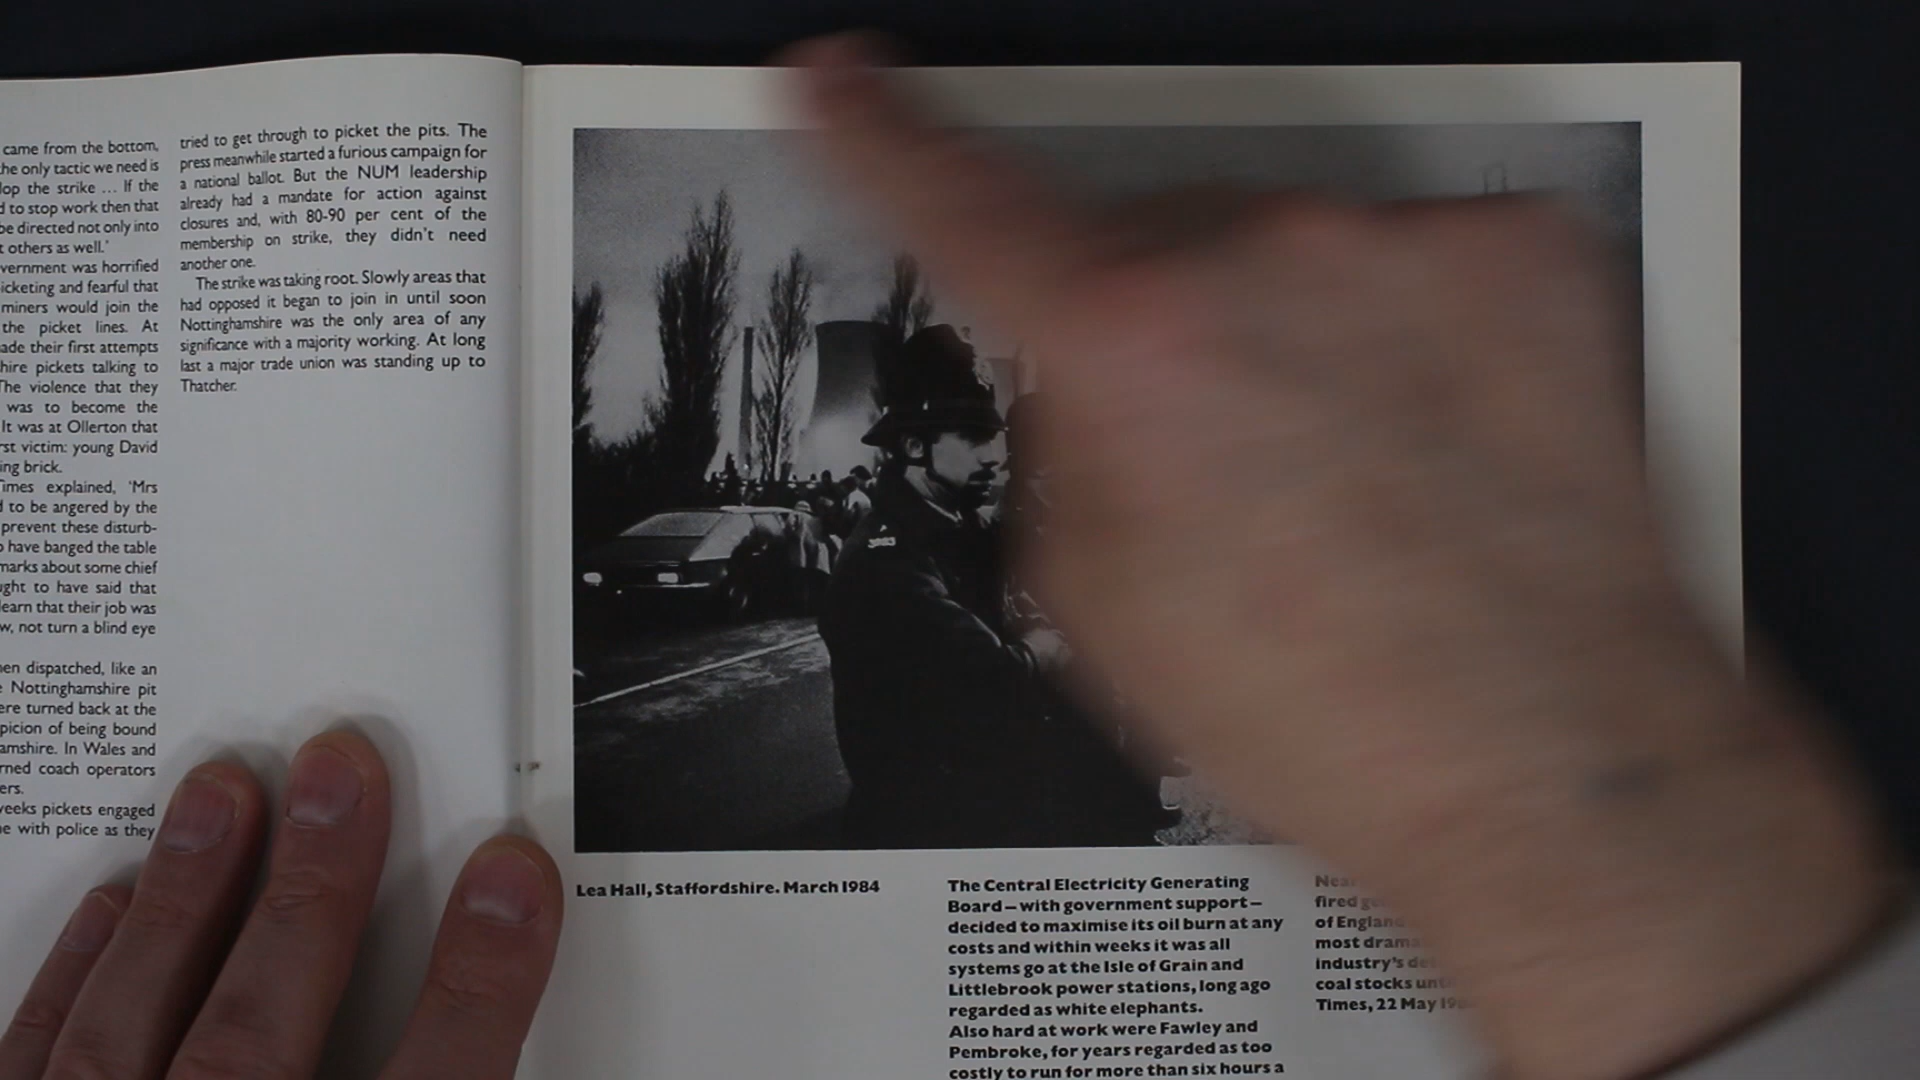 came from the bottom,
the only tactic we need is
lop the strike ... If the
d to stop work then that
be directed not only into
t others as well.'
vernment was horrified
icketing and fearful that
miners would join the
the picket lines. At
ade their first attempts
hire pickets talking to
The violence that they
was to become the
It was at Ollerton that
rst victim: young David
ing brick.
Times explained, 'Mrs
d to be angered by the
prevent these disturb-
o have banged the table
marks about some chief
ught to have said that
learn that their job was
w, not turn a blind eye
en dispatched, like an
e Nottinghamshire pit
ere turned back at the
picion of being bound
amshire. In Wales and
rned coach operators
ers.
weeks pickets engaged
e with police as they
tried to get through to picket the pits. The
press meanwhile started a furious campaign for
a national ballot. But the NUM leadership
already had a mandate for action against
closures and, with 80-90 per cent of the
membership on strike, they didn't need
another one.
The strike was taking root. Slowly areas that
had opposed it began to join in until soon
Nottinghamshire was the only area of any
significance with a majority working. At long
last a major trade union was standing up to
Thatcher.
Lea Hall, Staffordshire. March 1984
The Central Electricity Generating
Board – with government support –
decided to maximise its oil burn at any
costs and within weeks it was all
systems go at the Isle of Grain and
Littlebrook power stations, long ago
regarded as white elephants.
Also hard at work were Fawley and
Pembroke, for years regarded as too
costly to run for more than six hours a
fired
of England
most
industry's
coal stocks
Times, 22 May